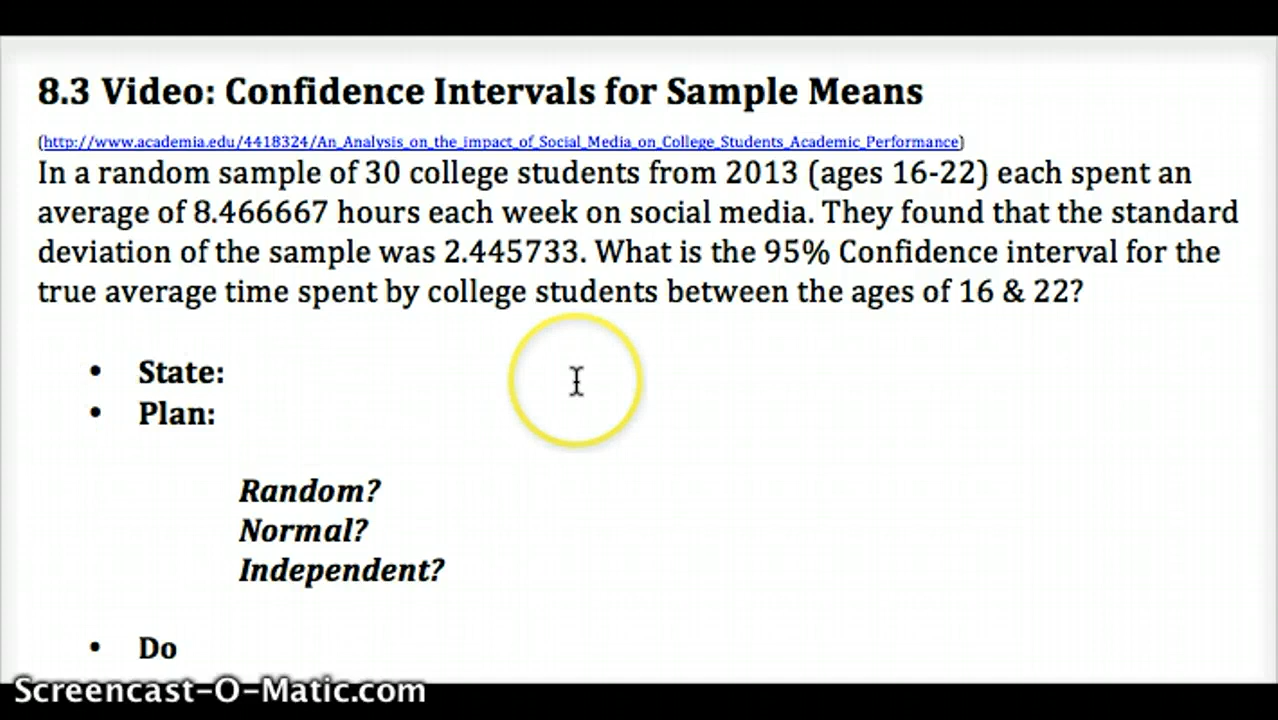 8.3 Video: Confidence Intervals for Sample Means
(http://www.academia.edu/4418324/An_Analysis_on_the_impact_of_Social_Media_on_College_Students_Academic_Performance)
In a random sample of 30 college students from 2013 (ages 16-22) each spent an
average of 8.466667 hours each week on social media. They found that the standard
deviation of the sample was 2.445733. What is the 95% Confidence interval for the
true average time spent by college students between the ages of 16 & 22?
• State:
• Plan:
Random?
Normal?
Independent?
• Do
Screencast-O-Matic.com